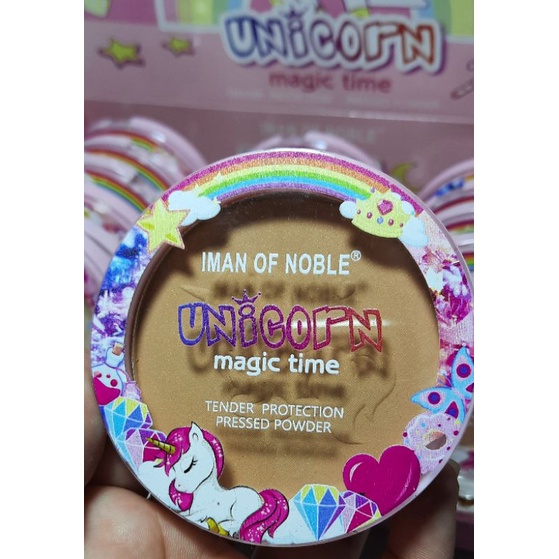 UNICORN
magic time
IMAN OF NOBLE®
UNICORN
magic time
TENDER PROTECTION
PRESSED POWDER